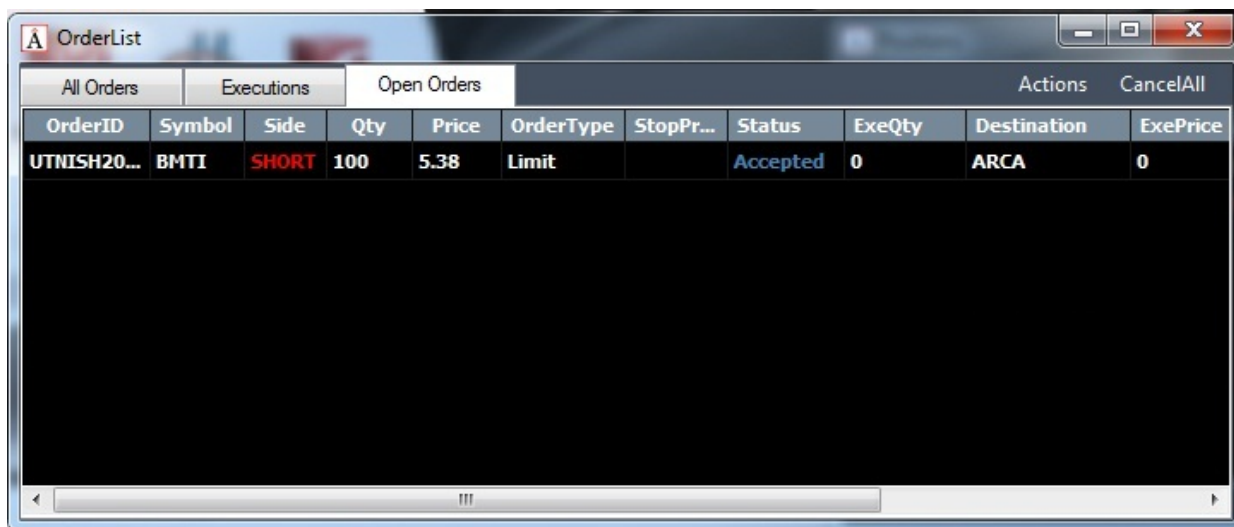 Å OrderList
All Orders Executions Open Orders Actions CancelAll
OrderID Symbol Side Qty Price OrderType StopPr... Status ExeQty Destination ExePrice
UTNISH20... BMTI SHORT 100 5.38 Limit Accepted 0 ARCA 0